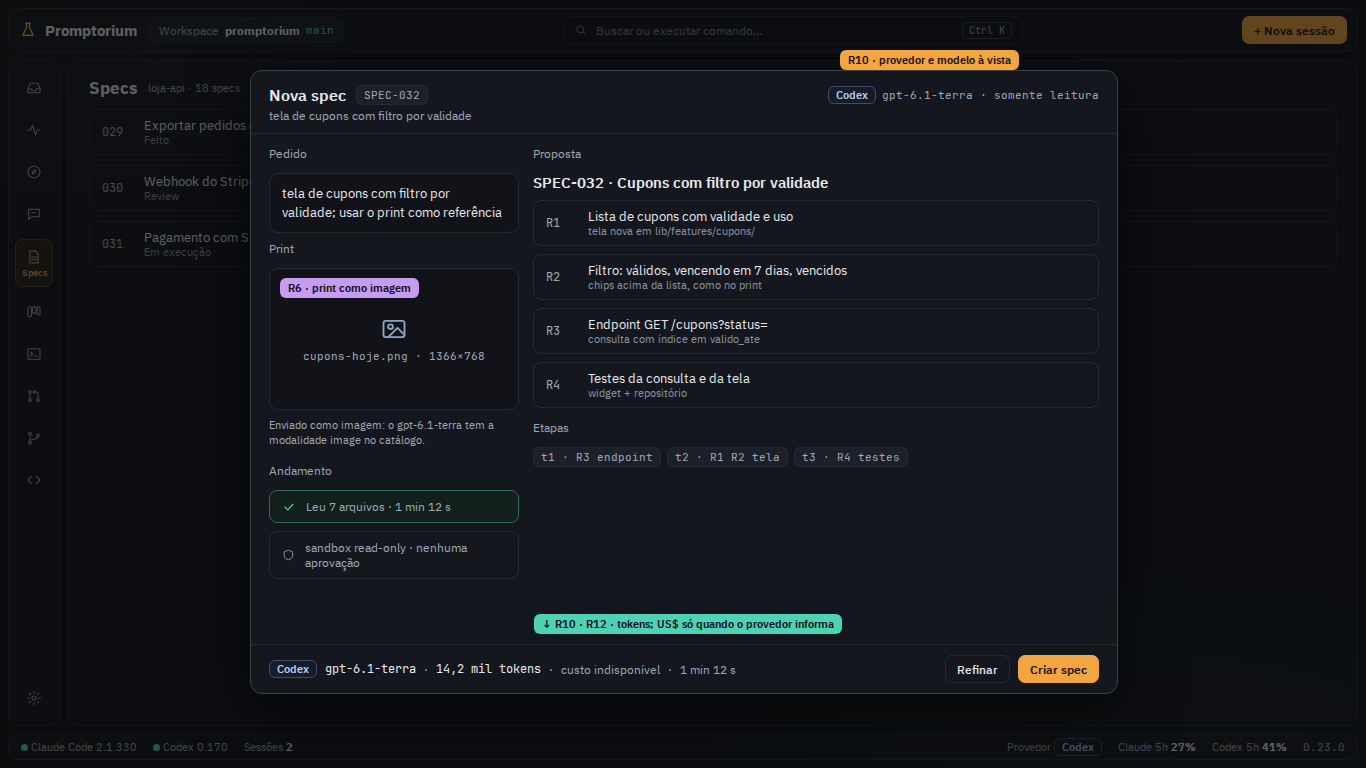 Promptorium
Workspace promptorium main
Buscar ou executar comando...
Ctrl K
+ Nova sessão
R10 · provedor e modelo à vista
Specs
loja-api · 18 specs
029
Exportar pedidos
Feito
030
Webhook do Strip
Review
031
Pagamento com S
Em execução
Specs
Nova spec
SPEC-032
Codex
gpt-6.1-terra · somente leitura
tela de cupons com filtro por validade
Pedido
tela de cupons com filtro por
validade; usar o print como referência
Print
R6 · print como imagem
cupons-hoje.png · 1366×768
Enviado como imagem: o gpt-6.1-terra tem a
modalidade image no catálogo.
Andamento
Leu 7 arquivos · 1 min 12 s
sandbox read-only · nenhuma
aprovação
Proposta
SPEC-032 · Cupons com filtro por validade
R1
Lista de cupons com validade e uso
tela nova em lib/features/cupons/
R2
Filtro: válidos, vencendo em 7 dias, vencidos
chips acima da lista, como no print
R3
Endpoint GET /cupons?status=
consulta com índice em valido_ate
R4
Testes da consulta e da tela
widget + repositório
Etapas
t1 · R3 endpoint
t2 · R1 R2 tela
t3 · R4 testes
↓ R10 · R12 · tokens; US$ só quando o provedor informa
Codex
gpt-6.1-terra · 14,2 mil tokens · custo indisponível · 1 min 12 s
Refinar
Criar spec
Claude Code 2.1.330
Codex 0.170
Sessões 2
Provedor Codex
Claude 5h 27%
Codex 5h 41%
0.23.0